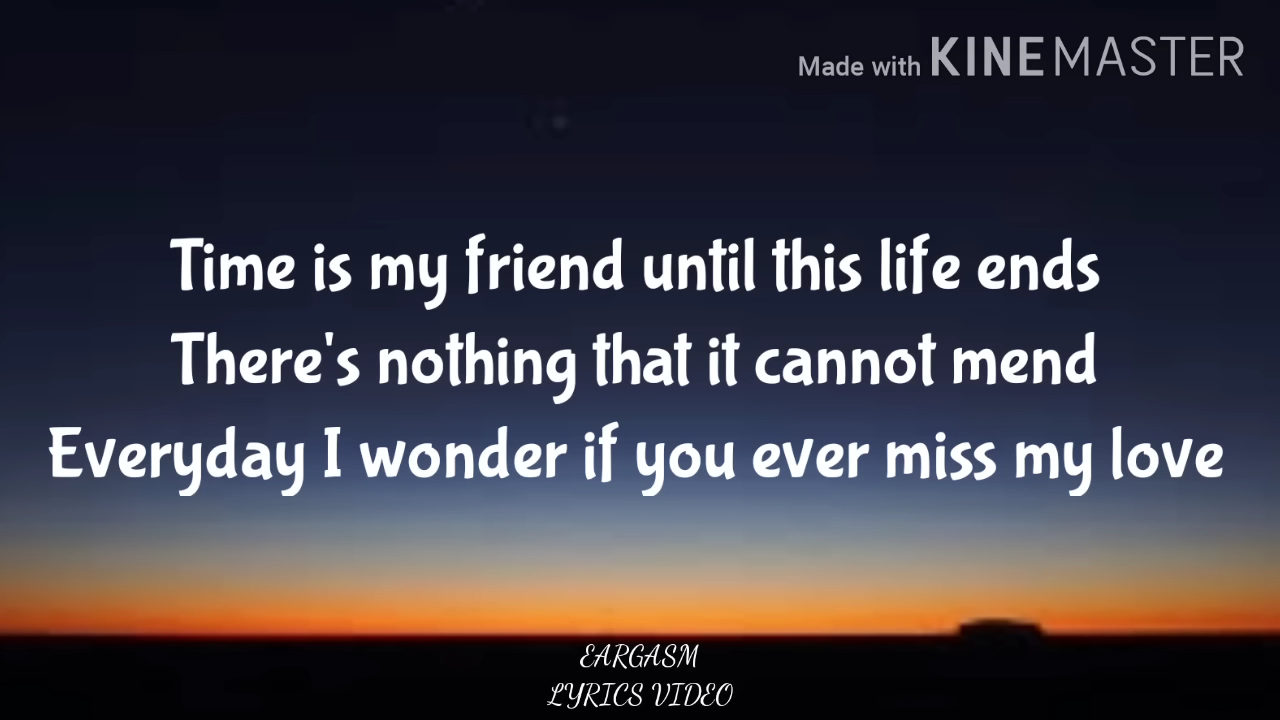 Made with KINEMASTER
Time is my friend until this life ends
There's nothing that it cannot mend
Everyday I wonder if you ever miss my love
EARGASM
LYRICS VIDEO